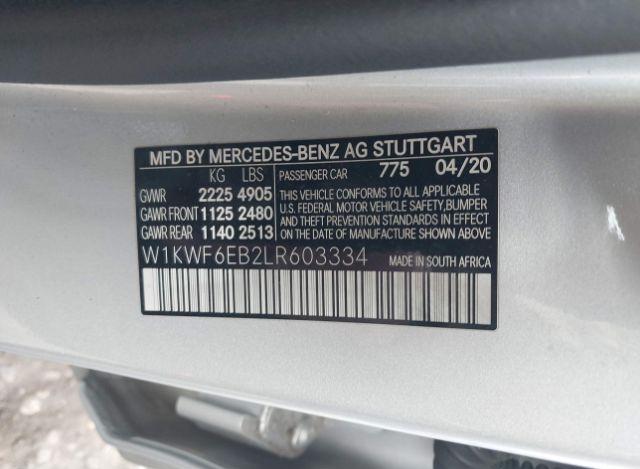 MFD BY MERCEDES-BENZ AG STUTTGART
KG LBS PASSENGER CAR 775 04/20
GVWR 2225 4905
GAWR FRONT 1125 2480
GAWR REAR 1140 2513
THIS VEHICLE CONFORMS TO ALL APPLICABLE
U.S. FEDERAL MOTOR VEHICLE SAFETY,BUMPER
AND THEFT PREVENTION STANDARDS IN EFFECT
ON THE DATE OF MANUFACTURE SHOWN ABOVE.
W1KWF6EB2LR603334 MADE IN SOUTH AFRICA